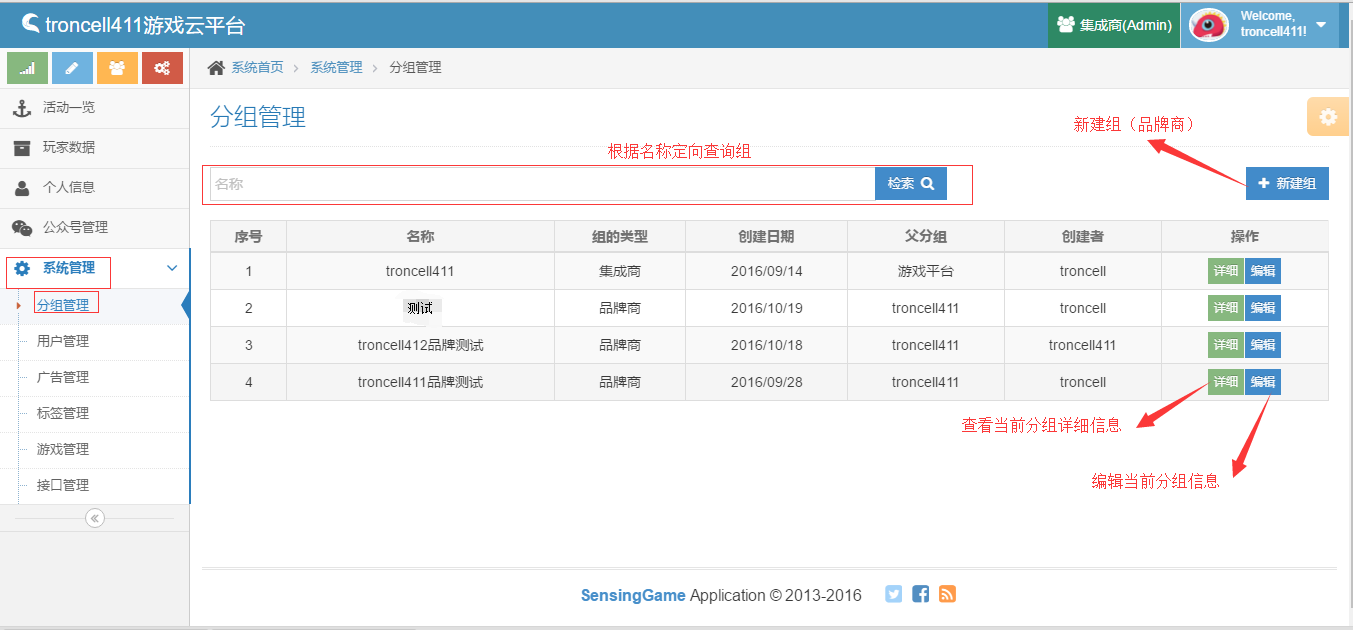 troncell411游戏云平台
集成商(Admin)
Welcome,
troncell411!
系统首页 > 系统管理 > 分组管理
活动一览
玩家数据
个人信息
公众号管理
系统管理
分组管理
用户管理
广告管理
标签管理
游戏管理
接口管理
分组管理
新建组（品牌商）
根据名称定向查询组
名称 检索
新建组
序号 名称 组的类型 创建日期 父分组 创建者 操作
1 troncell411 集成商 2016/09/14 游戏平台 troncell 详细 编辑
2 测试 品牌商 2016/10/19 troncell411 troncell 详细 编辑
3 troncell412品牌测试 品牌商 2016/10/18 troncell411 troncell411 详细 编辑
4 troncell411品牌测试 品牌商 2016/09/28 troncell411 troncell 详细 编辑
查看当前分组详细信息
编辑当前分组信息
SensingGame Application © 2013-2016